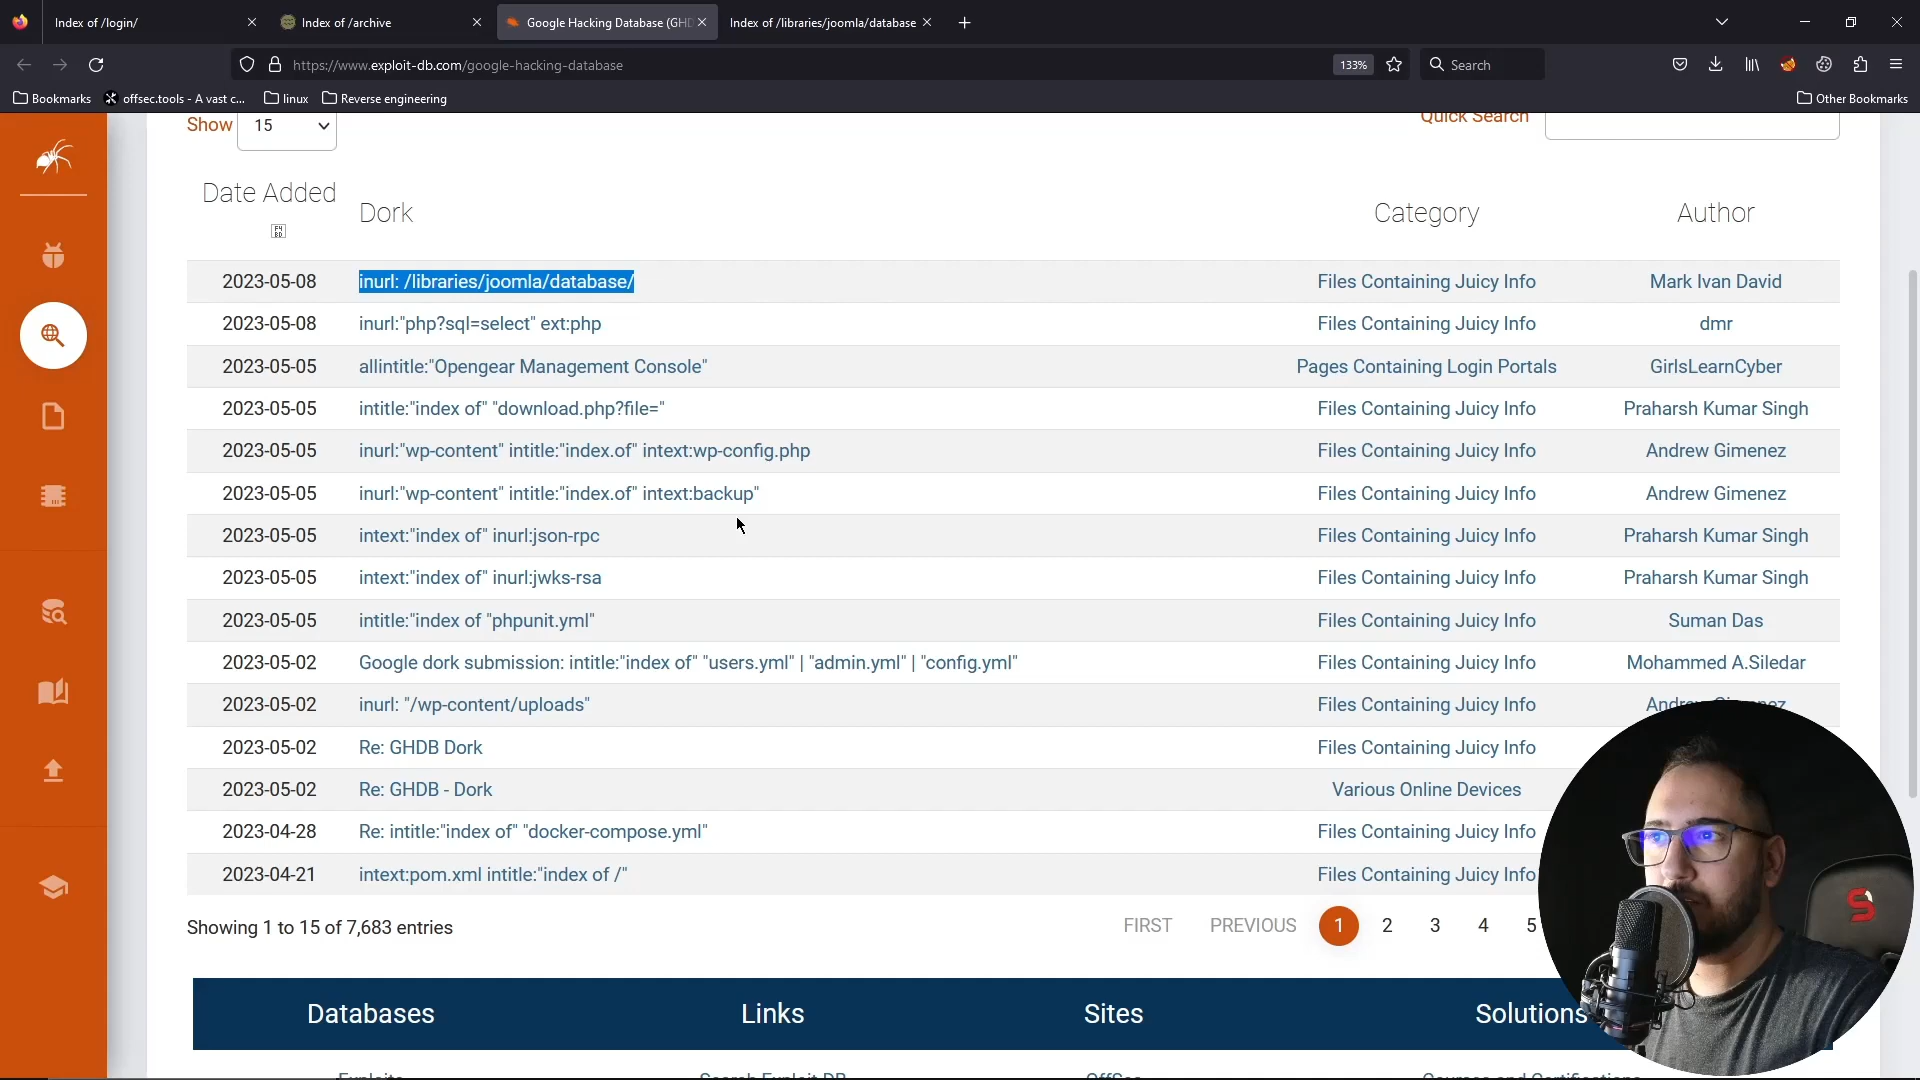 Index of /login/
Index of /archive
Google Hacking Database (GHD
Index of /libraries/joomla/database
https://www.exploit-db.com/google-hacking-database
133%
Search
Bookmarks
offsec.tools - A vast c...
linux
Reverse engineering
Other Bookmarks
Show 15
Quick Search
Date Added Dork Category Author
2023-05-08 inurl: /libraries/joomla/database/ Files Containing Juicy Info Mark Ivan David
2023-05-08 inurl:"php?sql=select" ext:php Files Containing Juicy Info dmr
2023-05-05 allintitle:"Opengear Management Console" Pages Containing Login Portals GirlsLearnCyber
2023-05-05 intitle:"index of" "download.php?file=" Files Containing Juicy Info Praharsh Kumar Singh
2023-05-05 inurl:"wp-content" intitle:"index.of" intext:wp-config.php Files Containing Juicy Info Andrew Gimenez
2023-05-05 inurl:"wp-content" intitle:"index.of" intext:backup" Files Containing Juicy Info Andrew Gimenez
2023-05-05 intext:"index of" inurl:json-rpc Files Containing Juicy Info Praharsh Kumar Singh
2023-05-05 intext:"index of" inurl:jwks-rsa Files Containing Juicy Info Praharsh Kumar Singh
2023-05-05 intitle:"index of "phpunit.yml" Files Containing Juicy Info Suman Das
2023-05-02 Google dork submission: intitle:"index of" "users.yml" | "admin.yml" | "config.yml" Files Containing Juicy Info Mohammed A.Siledar
2023-05-02 inurl: "/wp-content/uploads" Files Containing Juicy Info Andrew Gimenez
2023-05-02 Re: GHDB Dork Files Containing Juicy Info
2023-05-02 Re: GHDB - Dork Various Online Devices
2023-04-28 Re: intitle:"index of" "docker-compose.yml" Files Containing Juicy Info
2023-04-21 intext:pom.xml intitle:"index of /" Files Containing Juicy Info
Showing 1 to 15 of 7,683 entries
FIRST PREVIOUS 1 2 3 4 5
Databases Links Sites Solutions